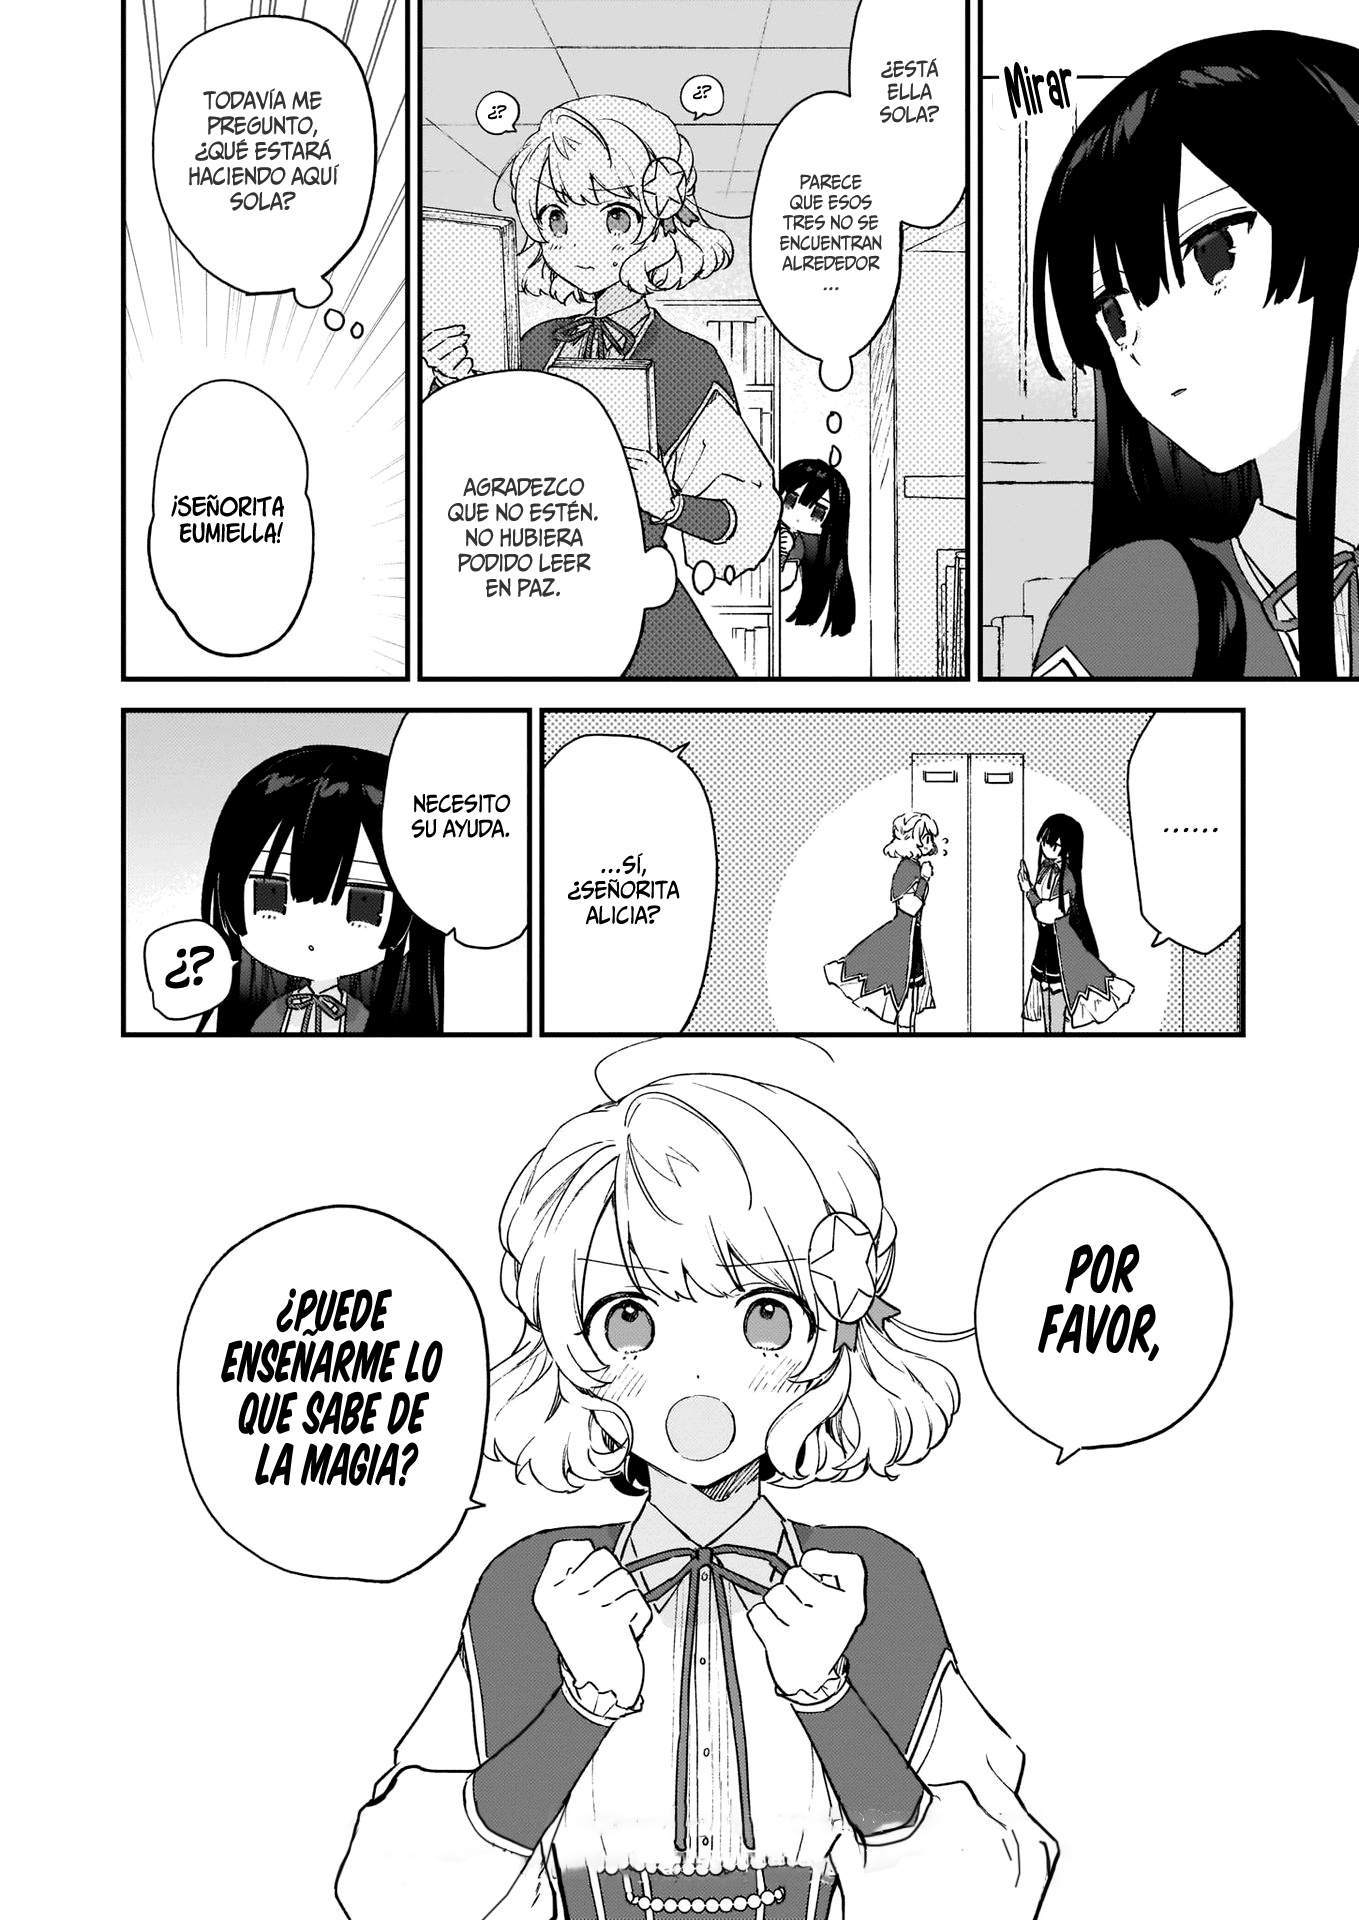 Mirar
¿ESTÁ
ELLA
SOLA?
PARECE
QUE ESOS
TRES NO SE
ENCUENTRAN
ALREDEDOR
...
¿?
¿?
AGRADEZCO
QUE NO ESTÉN.
NO HUBIERA
PODIDO LEER
EN PAZ.
TODAVÍA ME
PREGUNTO,
¿QUÉ ESTARÁ
HACIENDO AQUÍ
SOLA?
¡SEÑORITA
EUMIELLA!
......
...SÍ,
¿SEÑORITA
ALICIA?
NECESITO
SU AYUDA.
¿?
POR
FAVOR,
¿PUEDE
ENSEÑARME LO
QUE SABE DE
LA MAGIA?